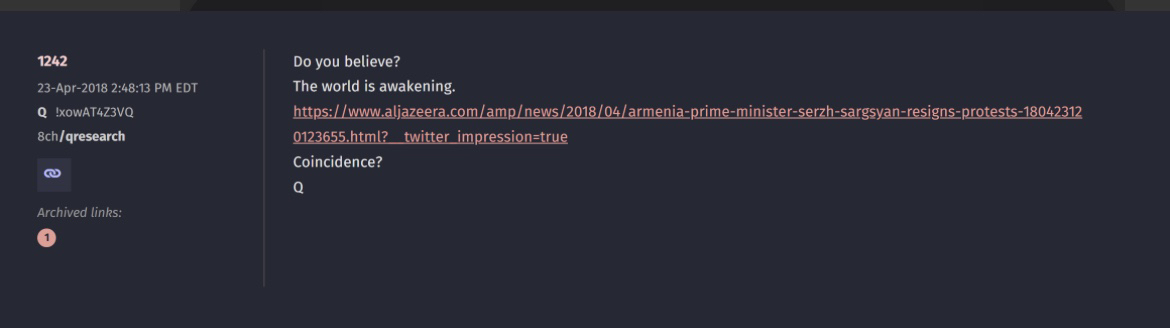 1242
23-Apr-2018 2:48:13 PM EDT
Q !xowAT4Z3VQ
8ch/qresearch
Archived links:
1
Do you believe?
The world is awakening.
https://www.aljazeera.com/amp/news/2018/04/armenia-prime-minister-serzh-sargsyan-resigns-protests-18042312
0123655.html?__twitter_impression=true
Coincidence?
Q